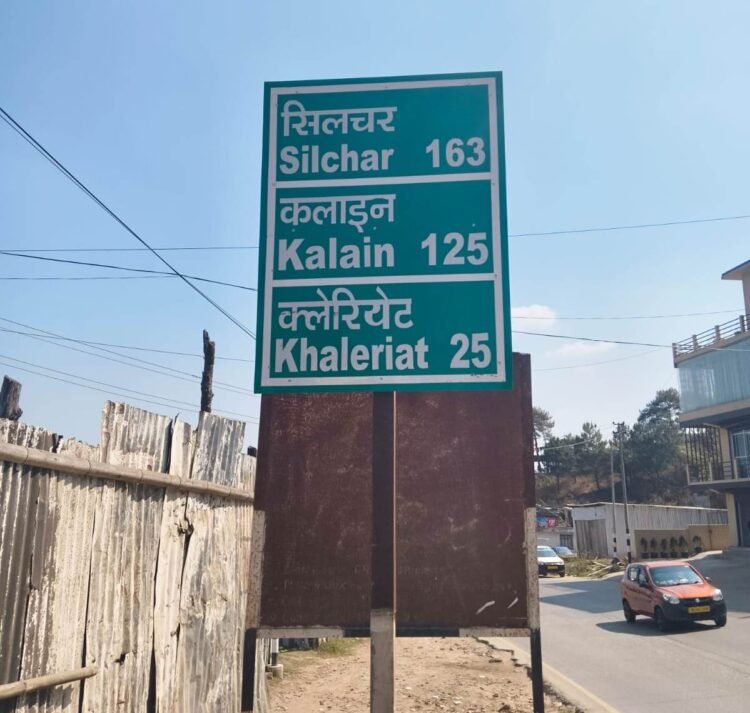 सिलचर
Silchar 163
कलाइन
Kalain 125
क्लेरियेट
Khaleriat 25